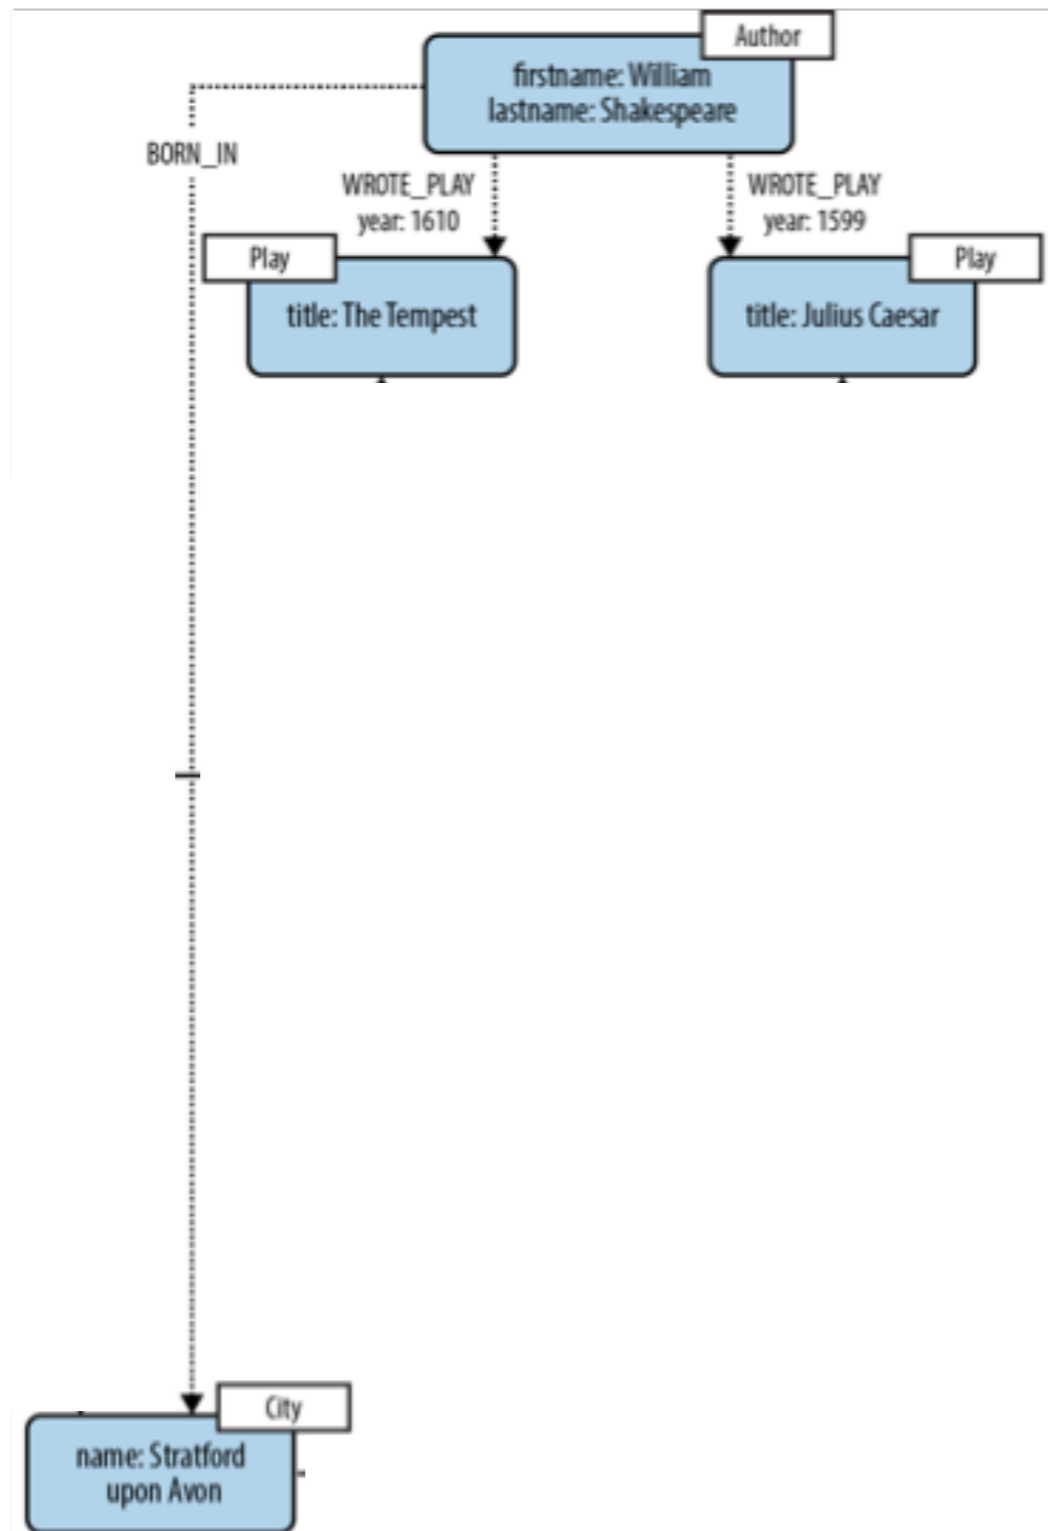 Author
firstname: William
lastname: Shakespeare
BORN_IN
WROTE_PLAY
year: 1610
WROTE_PLAY
year: 1599
Play
title: The Tempest
Play
title: Julius Caesar
City
name: Stratford
upon Avon